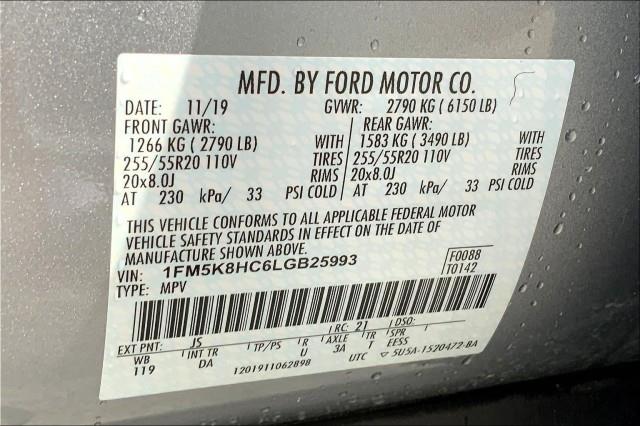 MFD. BY FORD MOTOR CO.
DATE: 11/19 GVWR: 2790 KG ( 6150 LB)
FRONT GAWR: REAR GAWR:
1266 KG ( 2790 LB) WITH 1583 KG ( 3490 LB) WITH
255/55R20 110V TIRES 255/55R20 110V TIRES
20x8.0J RIMS 20x8.0J RIMS
AT 230 kPa/ 33 PSI COLD AT 230 kPa/ 33 PSI COLD
THIS VEHICLE CONFORMS TO ALL APPLICABLE FEDERAL MOTOR
VEHICLE SAFETY STANDARDS IN EFFECT ON THE DATE OF
MANUFACTURE SHOWN ABOVE.
VIN: 1FM5K8HC6LGB25993 F0088
TYPE: MPV T0142
EXT PNT: JS RC: 21 DSO:
WB INT TR TP/PS R AXLE TR SPR
119 DA U 3A T EESS
1201911062898 UTC 5U5A-1520472-BA